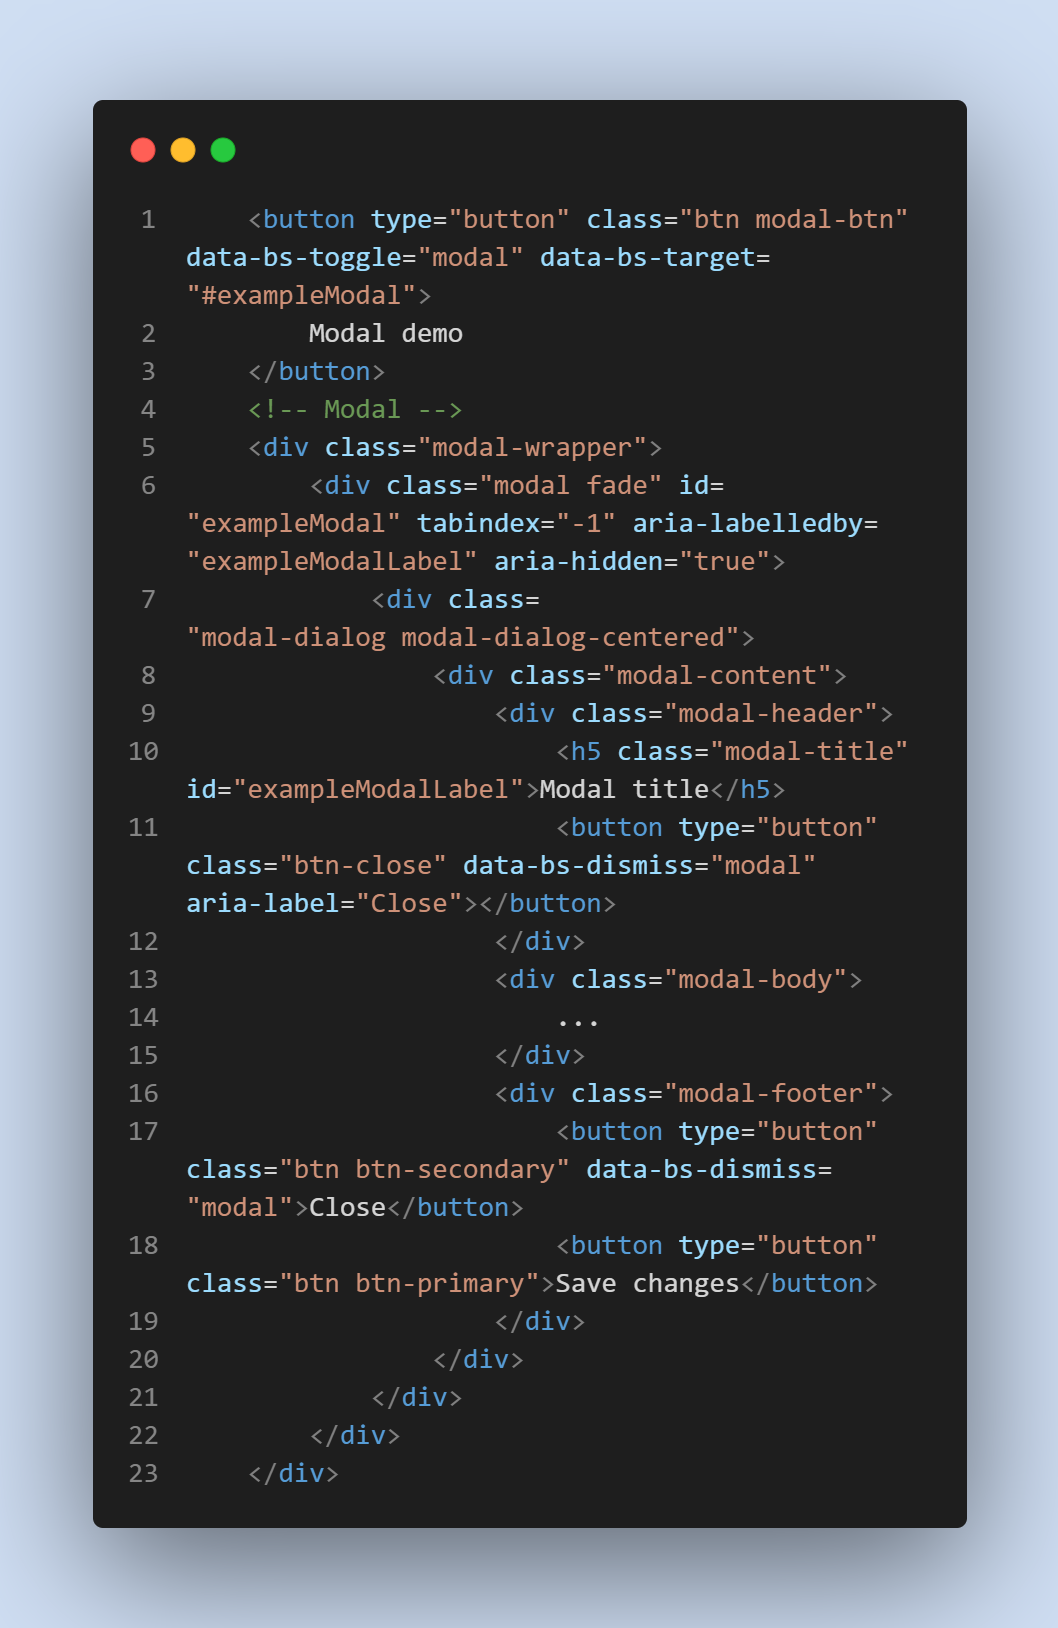 1    <button type="button" class="btn modal-btn"
data-bs-toggle="modal" data-bs-target=
"#exampleModal">
2        Modal demo
3    </button>
4    <!-- Modal -->
5    <div class="modal-wrapper">
6        <div class="modal fade" id=
"exampleModal" tabindex="-1" aria-labelledby=
"exampleModalLabel" aria-hidden="true">
7            <div class=
"modal-dialog modal-dialog-centered">
8                <div class="modal-content">
9                    <div class="modal-header">
10                        <h5 class="modal-title"
id="exampleModalLabel">Modal title</h5>
11                        <button type="button"
class="btn-close" data-bs-dismiss="modal"
aria-label="Close"></button>
12                    </div>
13                    <div class="modal-body">
14                        ...
15                    </div>
16                    <div class="modal-footer">
17                        <button type="button"
class="btn btn-secondary" data-bs-dismiss=
"modal">Close</button>
18                        <button type="button"
class="btn btn-primary">Save changes</button>
19                    </div>
20                </div>
21            </div>
22        </div>
23    </div>